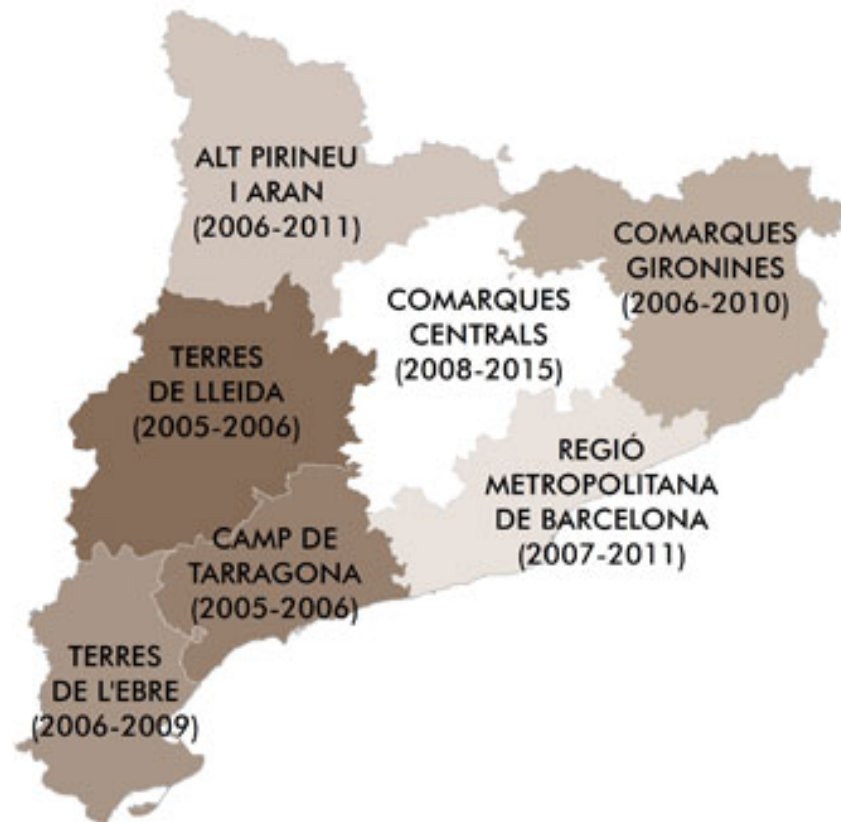 ALT PIRINEU
I ARAN
(2006-2011)
COMARQUES
GIRONINES
(2006-2010)
COMARQUES
CENTRALS
(2008-2015)
TERRES
DE LLEIDA
(2005-2006)
REGIÓ
METROPOLITANA
DE BARCELONA
(2007-2011)
CAMP DE
TARRAGONA
(2005-2006)
TERRES
DE L'EBRE
(2006-2009)